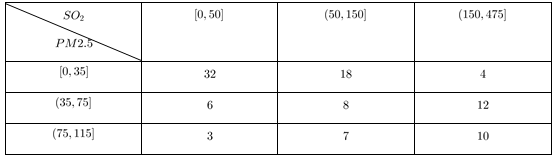 SO₂ [0, 50] (50, 150] (150, 475]
PM2.5
[0, 35] 32 18 4
(35, 75] 6 8 12
(75, 115] 3 7 10